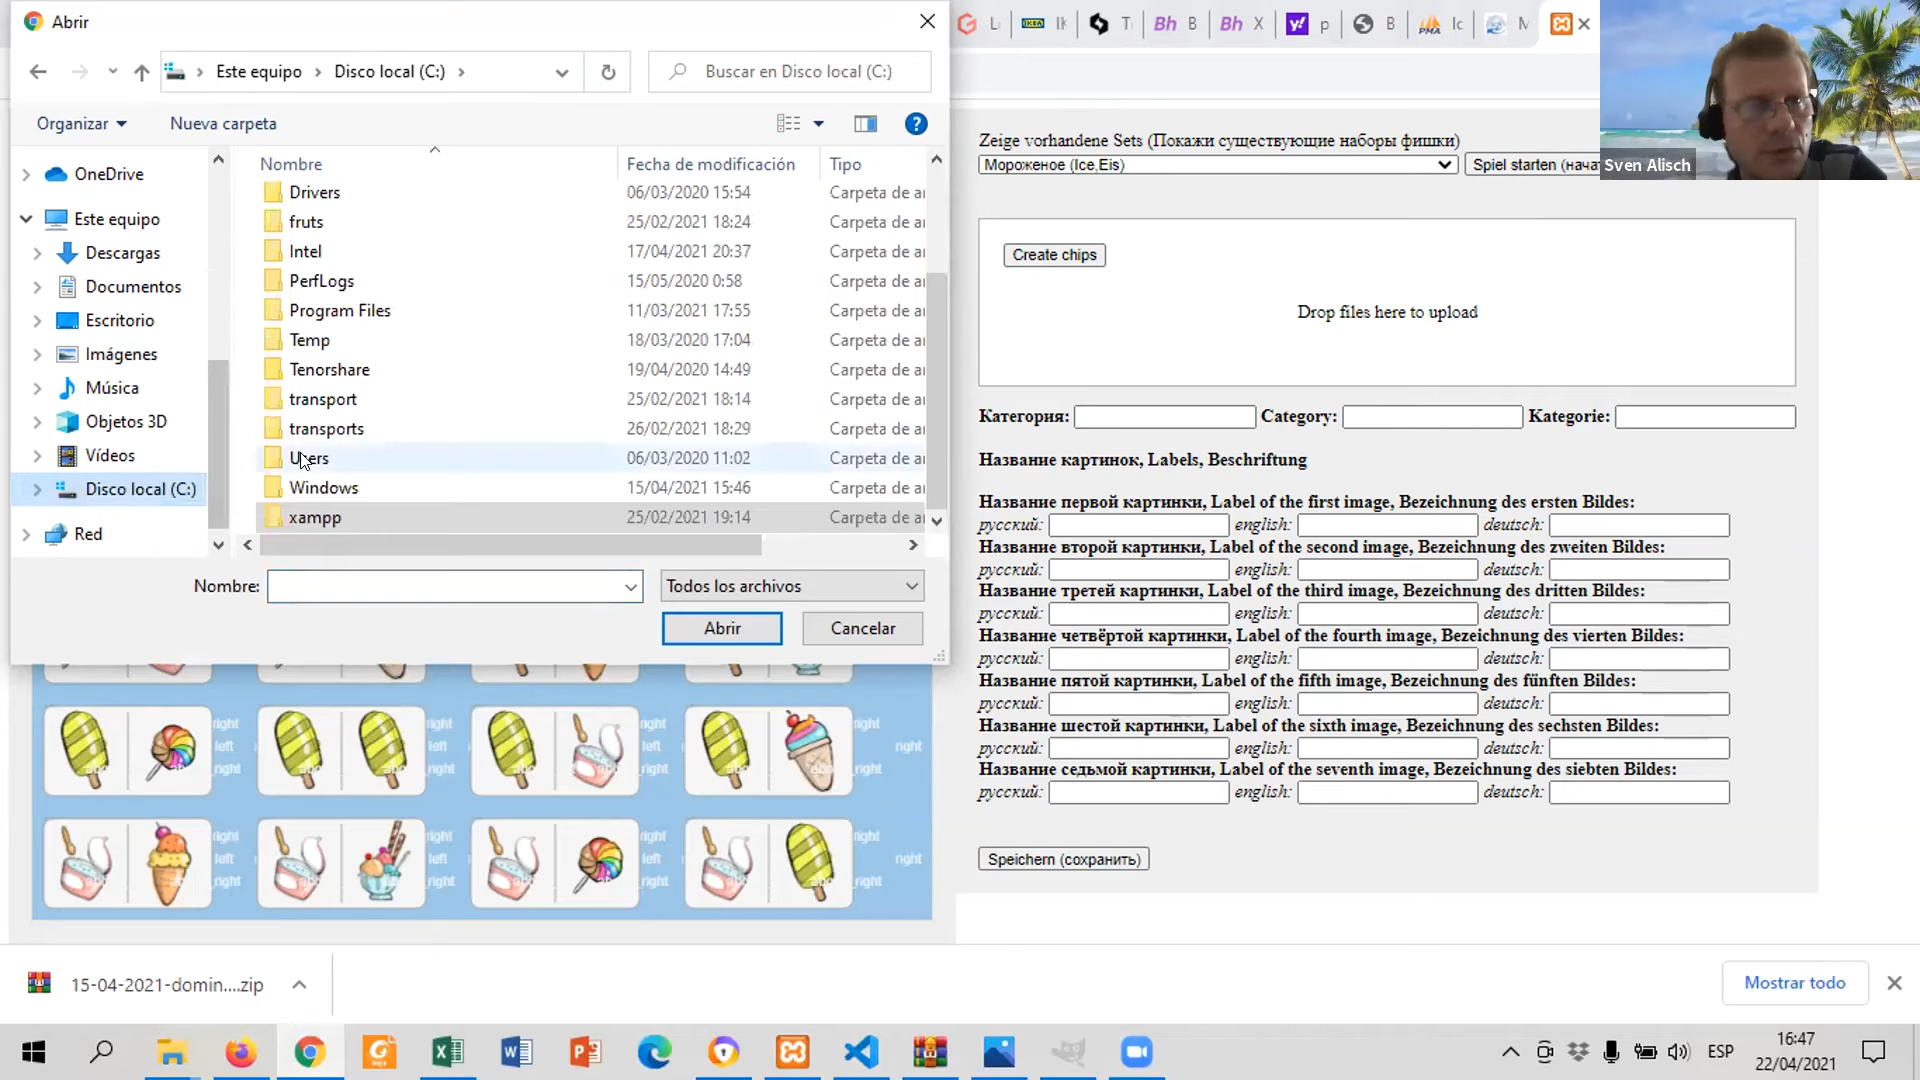 Abrir
Este equipo > Disco local (C:) >
Buscar en Disco local (C:)
Organizar
Nueva carpeta
OneDrive
Este equipo
Descargas
Documentos
Escritorio
Imágenes
Música
Objetos 3D
Vídeos
Disco local (C:)
Red
Nombre Fecha de modificación Tipo
Drivers 06/03/2020 15:54 Carpeta de
fruts 25/02/2021 18:24 Carpeta de
Intel 17/04/2021 20:37 Carpeta de
PerfLogs 15/05/2020 0:58 Carpeta de
Program Files 11/03/2021 17:55 Carpeta de
Temp 18/03/2020 17:04 Carpeta de
Tenorshare 19/04/2020 14:49 Carpeta de
transport 25/02/2021 18:14 Carpeta de
transports 26/02/2021 18:29 Carpeta de
Users 06/03/2020 11:02 Carpeta de
Windows 15/04/2021 15:46 Carpeta de
xampp 25/02/2021 19:14 Carpeta de
Nombre:
Todos los archivos
Abrir Cancelar
Bh B Bh X y! p B PMA M
Sven Alisch
Zeige vorhandene Sets (Покажи существующие наборы фишки)
Мороженое (Ice,Eis) Spiel starten
Create chips
Drop files here to upload
Категория: Category: Kategorie:
Название картинок, Labels, Beschriftung
Название первой картинки, Label of the first image, Bezeichnung des ersten Bildes:
русский: english: deutsch:
Название второй картинки, Label of the second image, Bezeichnung des zweiten Bildes:
русский: english: deutsch:
Название третей картинки, Label of the third image, Bezeichnung des dritten Bildes:
русский: english: deutsch:
Название четвёртой картинки, Label of the fourth image, Bezeichnung des vierten Bildes:
русский: english: deutsch:
Название пятой картинки, Label of the fifth image, Bezeichnung des fünften Bildes:
русский: english: deutsch:
Название шестой картинки, Label of the sixth image, Bezeichnung des sechsten Bildes:
русский: english: deutsch:
Название седьмой картинки, Label of the seventh image, Bezeichnung des siebten Bildes:
русский: english: deutsch:
Speichern (сохранить)
right right right right
left left left right
right right right right
right right right right
left left left right
right right right right
15-04-2021-domin....zip
Mostrar todo
ESP
16:47
22/04/2021